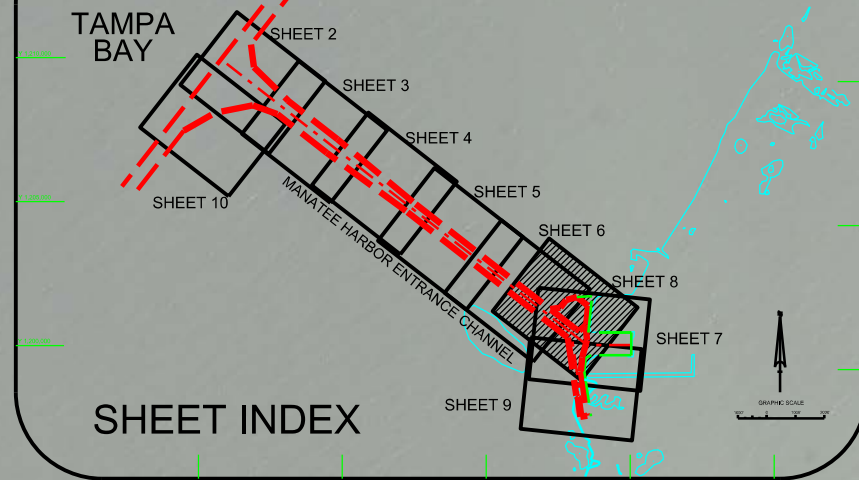 TAMPA
BAY
SHEET 2
SHEET 3
SHEET 4
SHEET 5
SHEET 6
SHEET 8
SHEET 7
SHEET 10
SHEET 9
MANATEE HARBOR ENTRANCE CHANNEL
SHEET INDEX
GRAPHIC SCALE